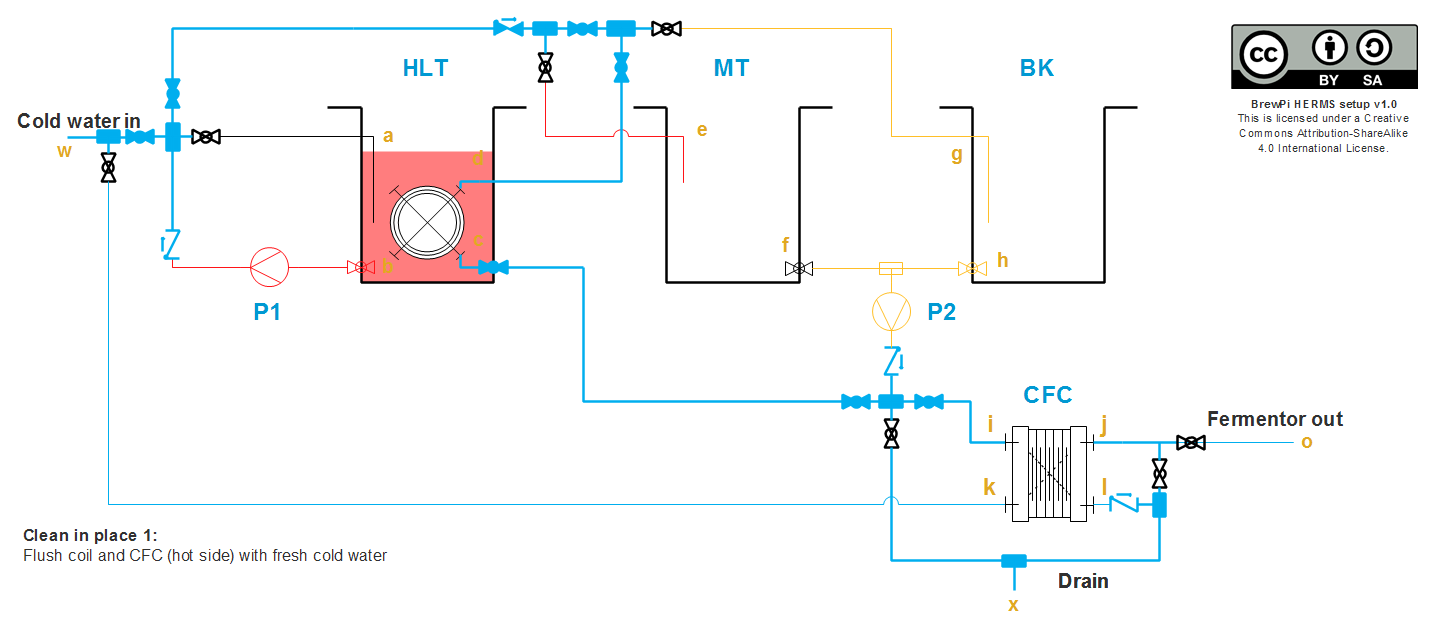 HLT
MT
BK
cc
BY
SA
BrewPi HERMS setup v1.0
This is licensed under a Creative
Commons Attribution-ShareAlike
4.0 International License.
Cold water in
w
a
d
e
g
c
b
f
h
P1
P2
CFC
i
j
Fermentor out
o
k
l
Clean in place 1:
Flush coil and CFC (hot side) with fresh cold water
Drain
x